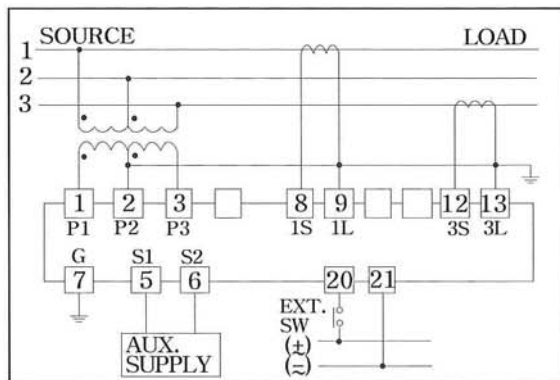 SOURCE LOAD
1
2
3
1 2 3 8 9 12 13
P1 P2 P3 1S 1L 3S 3L
G S1 S2
7 5 6 20 21
EXT.
SW
AUX.
SUPPLY
(±)
(=)